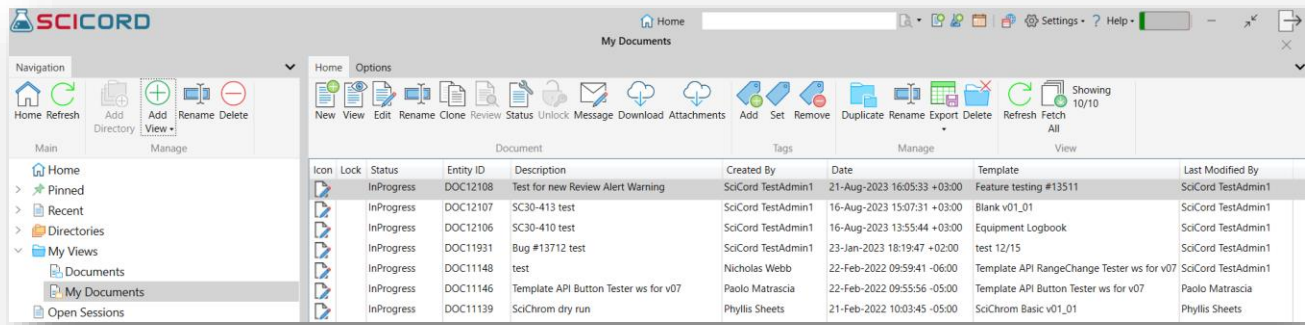 SCICORD
Home
Settings
? Help
My Documents
Navigation
Home Refresh
Add Directory
Add View
Rename Delete
Main
Manage
Home
Pinned
Recent
Directories
My Views
Documents
My Documents
Open Sessions
Home Options
New View Edit Rename Clone Review Status Unlock Message Download Attachments
Document
Add Set Remove
Tags
Duplicate Rename Export Delete
Manage
Refresh Fetch All
Showing 10/10
View
Icon Lock Status Entity ID Description Created By Date Template Last Modified By
InProgress DOC12108 Test for new Review Alert Warning SciCord TestAdmin1 21-Aug-2023 16:05:33 +03:00 Feature testing #13511 SciCord TestAdmin1
InProgress DOC12107 SC30-413 test SciCord TestAdmin1 16-Aug-2023 15:07:31 +03:00 Blank v01_01 SciCord TestAdmin1
InProgress DOC12106 SC30-410 test SciCord TestAdmin1 16-Aug-2023 13:55:44 +03:00 Equipment Logbook SciCord TestAdmin1
InProgress DOC11931 Bug #13712 test SciCord TestAdmin1 23-Jan-2023 18:19:47 +02:00 test 12/15 SciCord TestAdmin1
InProgress DOC11148 test Nicholas Webb 22-Feb-2022 09:59:41 -06:00 Template API RangeChange Tester ws for v07 SciCord TestAdmin1
InProgress DOC11146 Template API Button Tester ws for v07 Paolo Matrascia 22-Feb-2022 09:55:56 -05:00 Template API Button Tester ws for v07 Paolo Matrascia
InProgress DOC11139 SciChrom dry run Phyllis Sheets 21-Feb-2022 10:03:45 -05:00 SciChrom Basic v01_01 Phyllis Sheets